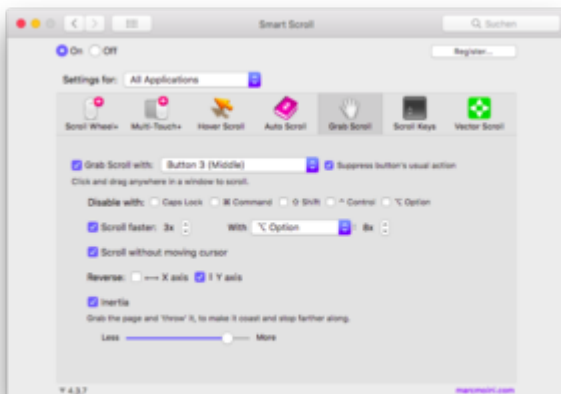 Smart Scroll
Suchen
On Off
Register...
Settings for: All Applications
Scroll Wheel+ Multi-Touch+ Hover Scroll Auto Scroll Grab Scroll Scroll Keys Vector Scroll
Grab Scroll with: Button 3 (Middle) Suppress button's usual action
Click and drag anywhere in a window to scroll.
Disable with: Caps Lock ⌘ Command ⇧ Shift ^ Control ⌥ Option
Scroll faster: 3x With ⌥ Option : 8x
Scroll without moving cursor
Reverse: ⟷ X axis ↕ Y axis
Inertia
Grab the page and 'throw' it, to make it coast and stop farther along.
Less More
V 4.3.7
marcmoini.com